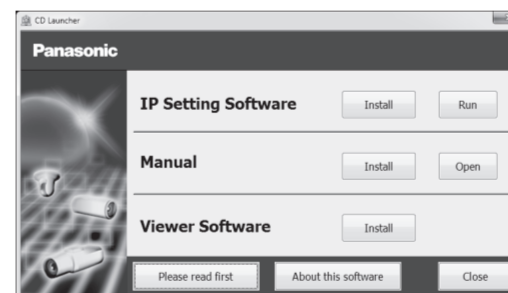 CD Launcher
Panasonic
IP Setting Software Install Run
Manual Install Open
Viewer Software Install
Please read first About this software Close